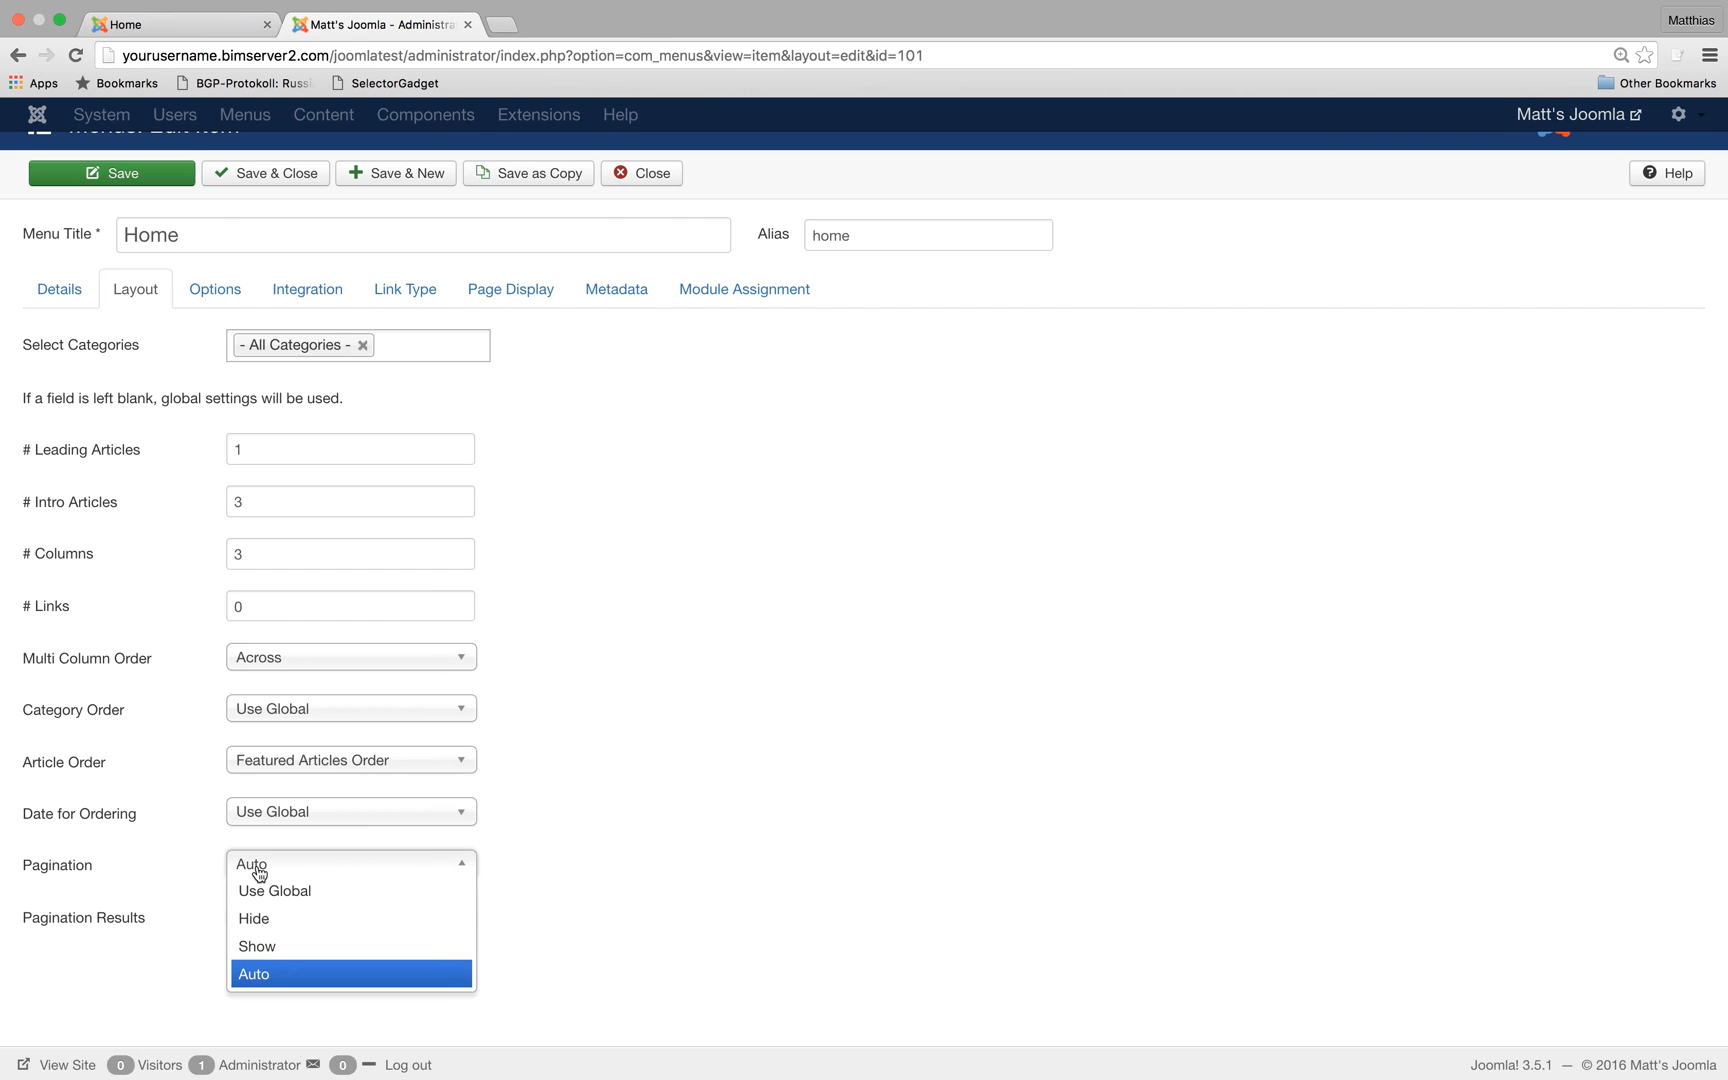 Home
Matt's Joomla - Administra
Matthias
yourusername.bimserver2.com/joomlatest/administrator/index.php?option=com_menus&view=item&layout=edit&id=101
Apps Bookmarks BGP-Protokoll: Russi SelectorGadget Other Bookmarks
System Users Menus Content Components Extensions Help Matt's Joomla
Save Save & Close Save & New Save as Copy Close Help
Menu Title * Home Alias home
Details Layout Options Integration Link Type Page Display Metadata Module Assignment
Select Categories - All Categories -
If a field is left blank, global settings will be used.
# Leading Articles 1
# Intro Articles 3
# Columns 3
# Links 0
Multi Column Order Across
Category Order Use Global
Article Order Featured Articles Order
Date for Ordering Use Global
Pagination Auto
Use Global
Pagination Results Hide
Show
Auto
View Site 0 Visitors 1 Administrator 0 Log out Joomla! 3.5.1 — © 2016 Matt's Joomla